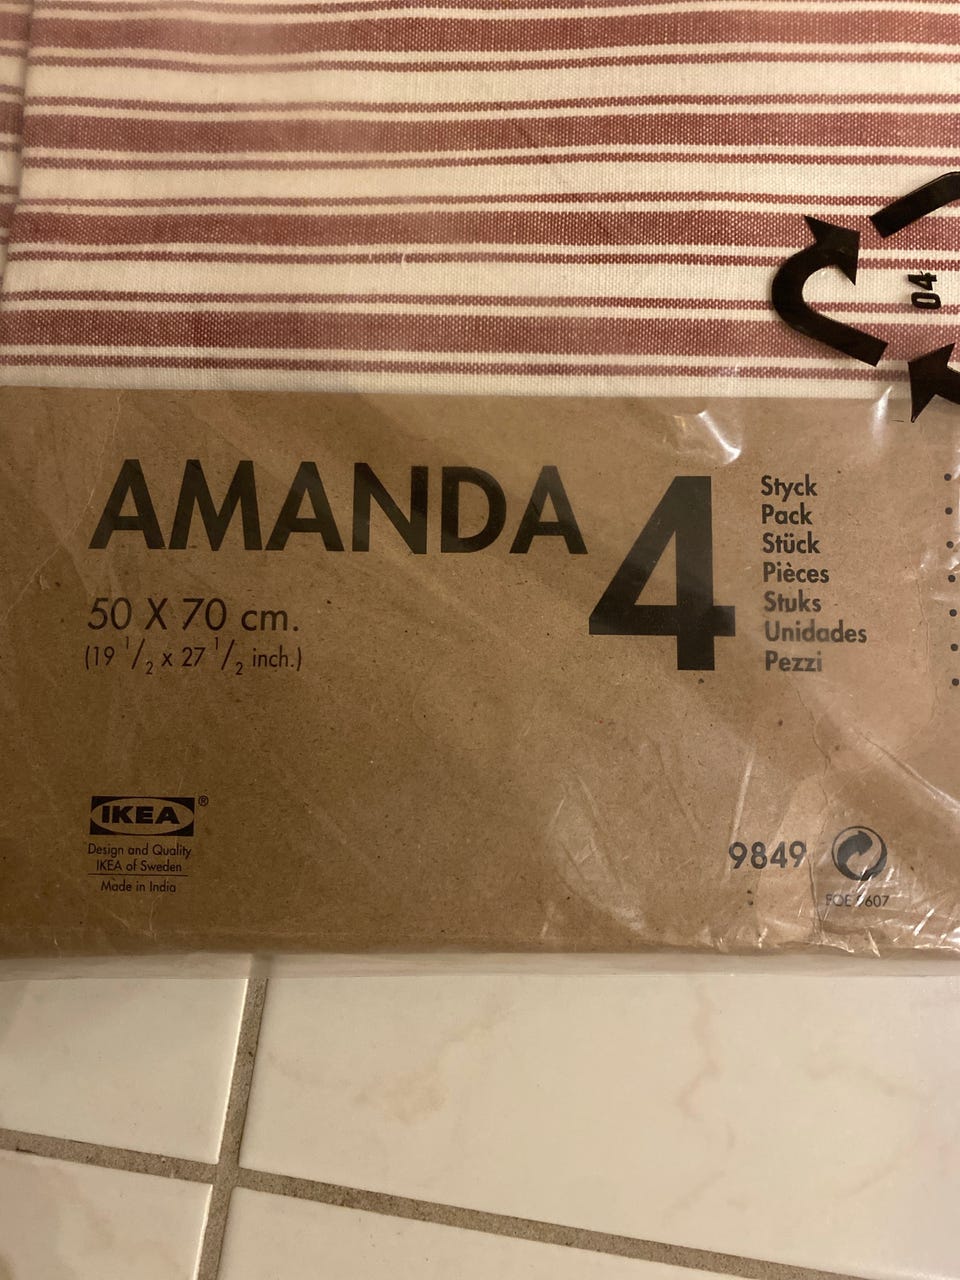 04
AMANDA 4
Styck
Pack
Stück
Pièces
Stuks
Unidades
Pezzi
50 X 70 cm.
(19 1/2 x 27 1/2 inch.)
IKEA®
Design and Quality
IKEA of Sweden
Made in India
9849
9607